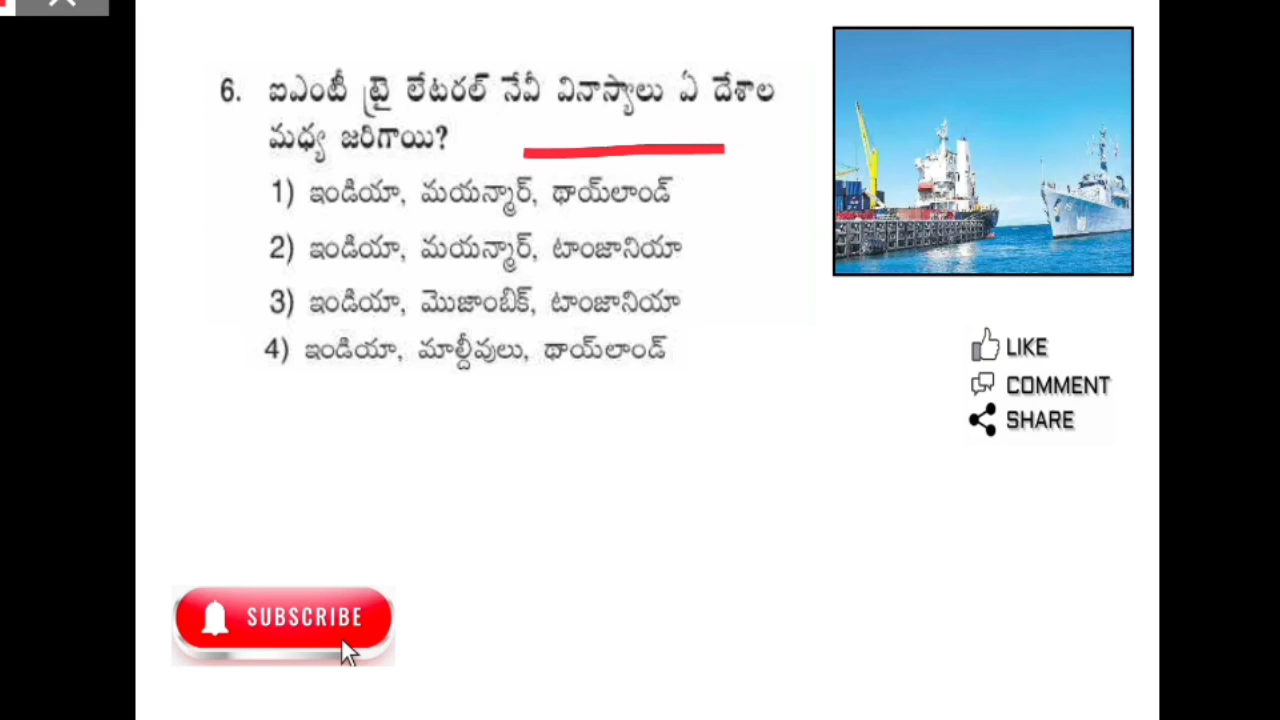 6. ఐఎంటీ ట్రై లేటరల్ నేవీ వినాస్యాలు ఏ దేశాల
మధ్య జరిగాయి?
1) ఇండియా, మయన్మార్, థాయ్‌లాండ్
2) ఇండియా, మయన్మార్, టాంజానియా
3) ఇండియా, మొజాంబిక్, టాంజానియా
4) ఇండియా, మాల్దీవులు, థాయ్‌లాండ్
LIKE
COMMENT
SHARE
SUBSCRIBE